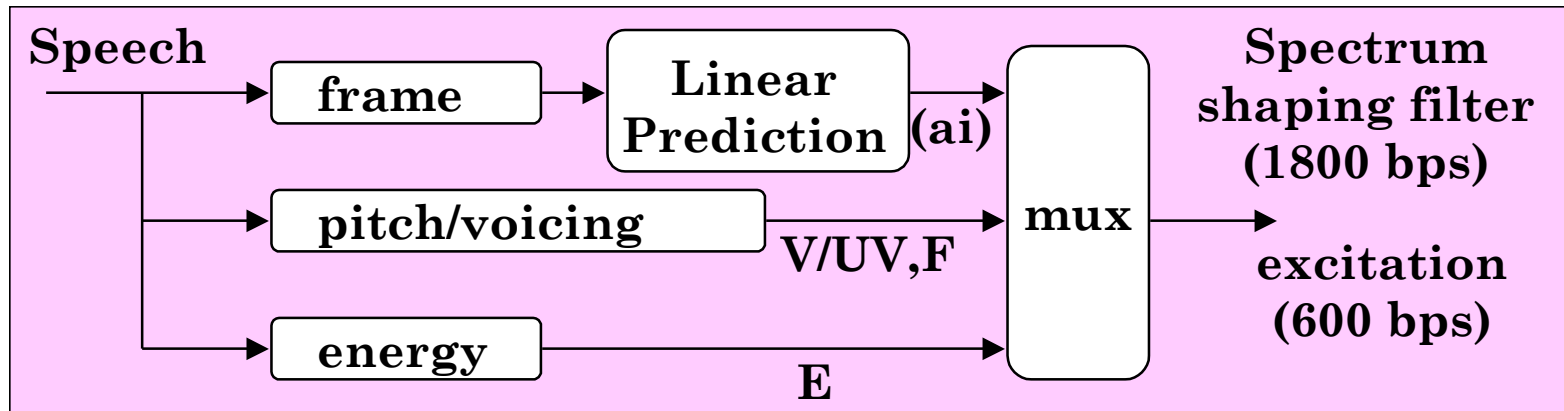 Speech
frame
Linear
Prediction
(ai)
pitch/voicing
V/UV,F
energy
E
mux
Spectrum
shaping filter
(1800 bps)
excitation
(600 bps)